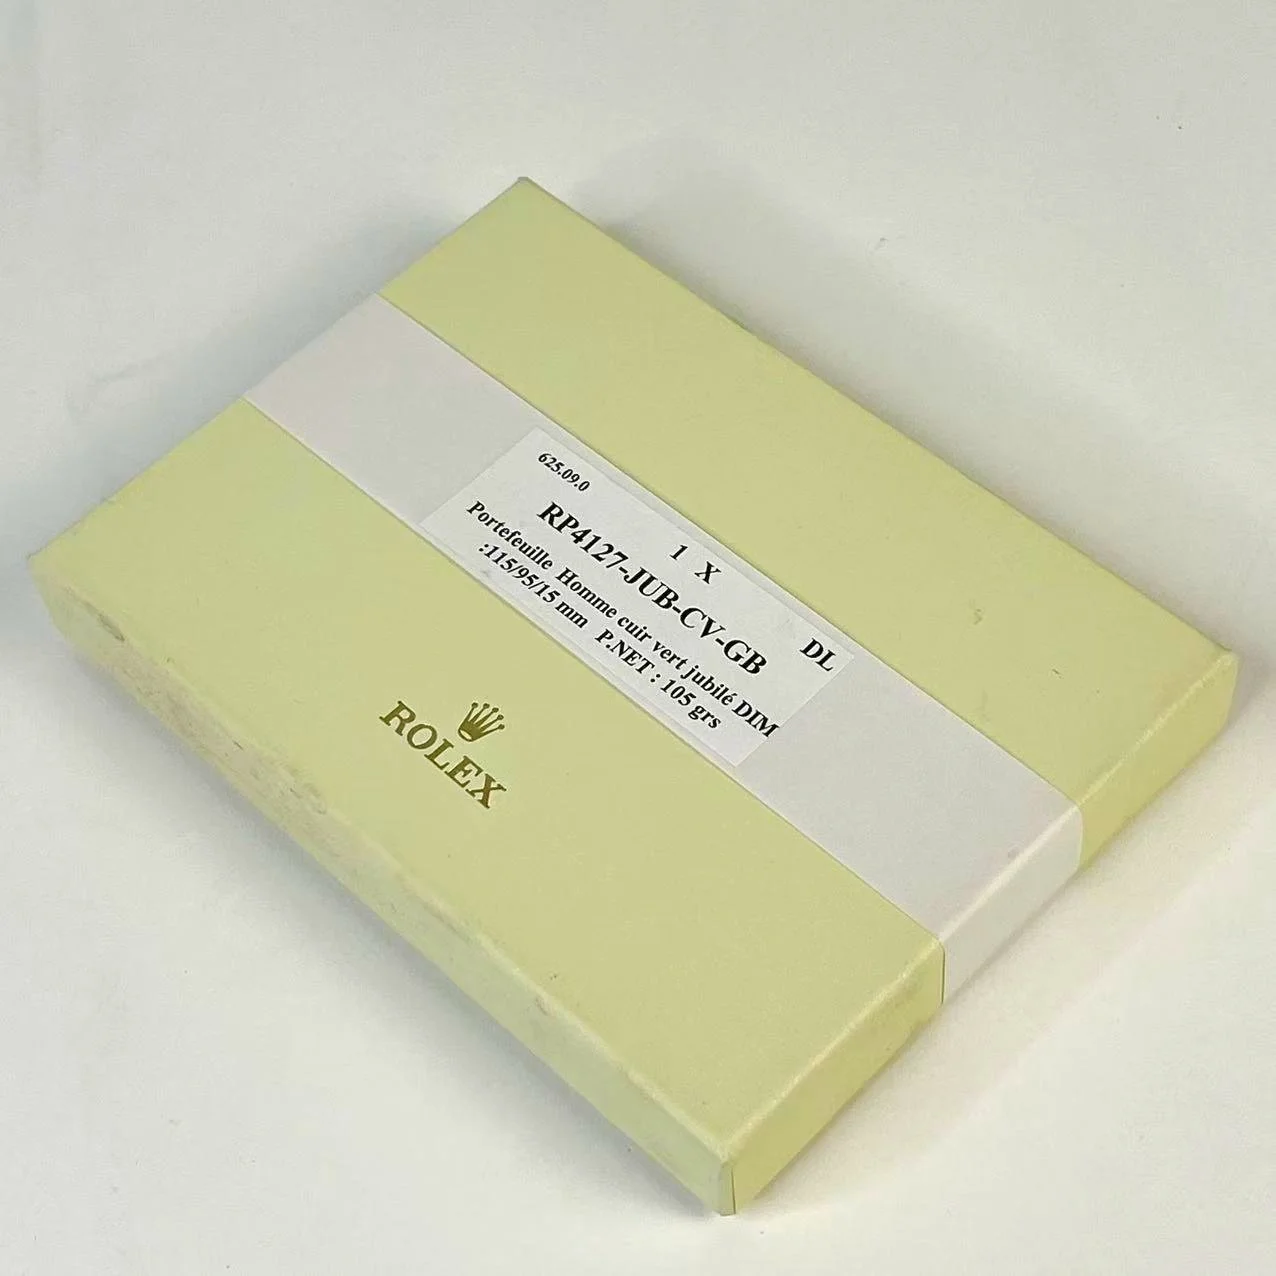 625.09.0
1 X DL
RP4127-JUB-CV-GB
Portefeuille Homme cuir vert jubilé DIM
:115/95/15 mm P.NET : 105 grs
ROLEX